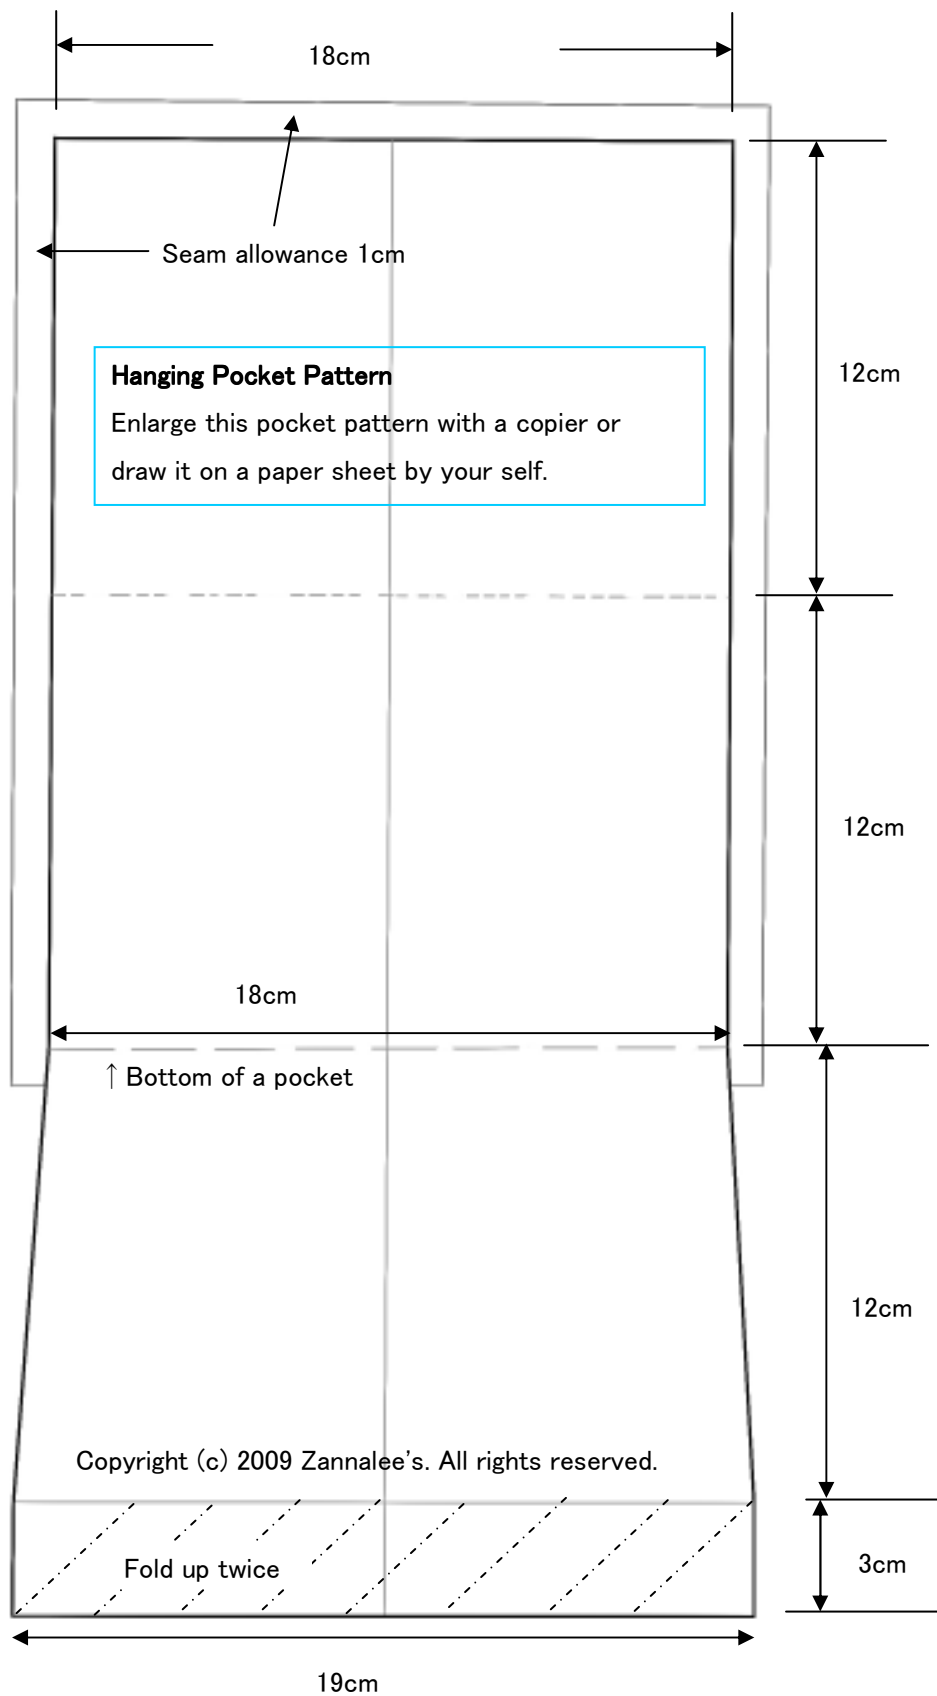 18cm
Seam allowance 1cm
Hanging Pocket Pattern
Enlarge this pocket pattern with a copier or
draw it on a paper sheet by your self.
12cm
12cm
18cm
↑ Bottom of a pocket
12cm
Copyright (c) 2009 Zannalee's. All rights reserved.
Fold up twice
3cm
19cm